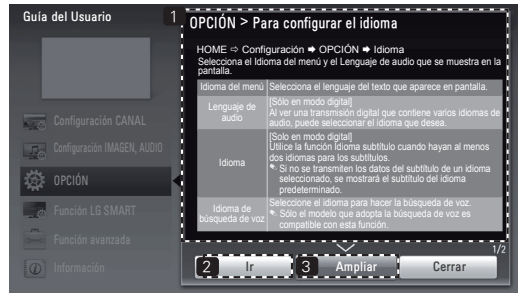 Guía del Usuario
1
OPCIÓN > Para configurar el idioma
HOME ⇨ Configuración ➡ OPCIÓN ➡ Idioma
Selecciona el Idioma del menú y el Lenguaje de audio que se muestra en la
pantalla.
Idioma del menú Selecciona el lenguaje del texto que aparece en pantalla.
Lenguaje de
audio
[Sólo en modo digital]
Al ver una transmisión digital que contiene varios idiomas de
audio, puede seleccionar el idioma que desea.
Idioma
[Solo en modo digital]
Utilice la función Idioma subtítulo cuando hayan al menos
dos idiomas para los subtítulos.
Si no se transmiten los datos del subtítulo de un idioma
seleccionado, se mostrará el subtítulo del idioma
predeterminado.
Idioma de
búsqueda de voz
Seleccione el idioma para hacer la búsqueda de voz.
Sólo el modelo que adopta la búsqueda de voz es
compatible con esta función.
Configuración CANAL
Configuración IMAGEN, AUDIO
OPCIÓN
Función LG SMART
Función avanzada
Información
1/2
2 Ir
3 Ampliar
Cerrar